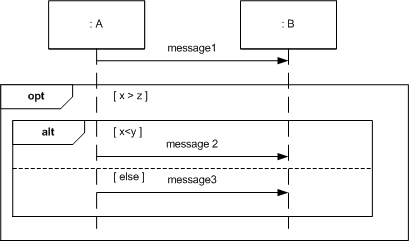 : A
: B
message1
opt
[ x > z ]
alt
[ x<y ]
message 2
[ else ]
message3